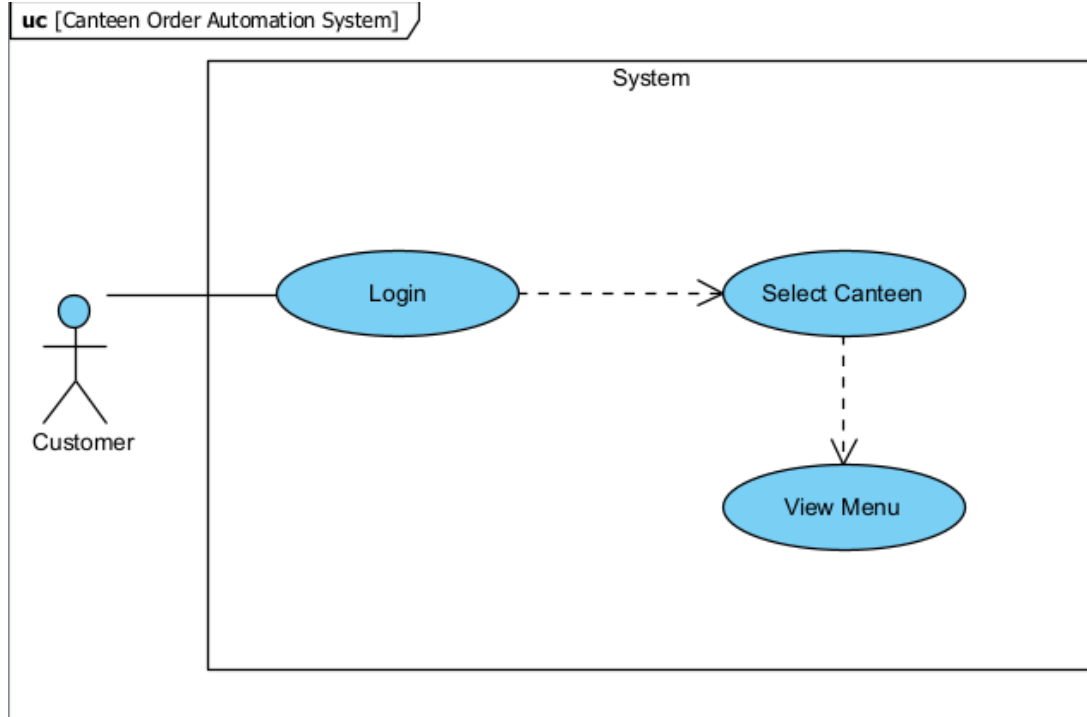 uc [Canteen Order Automation System]
System
Login
Select Canteen
Customer
View Menu